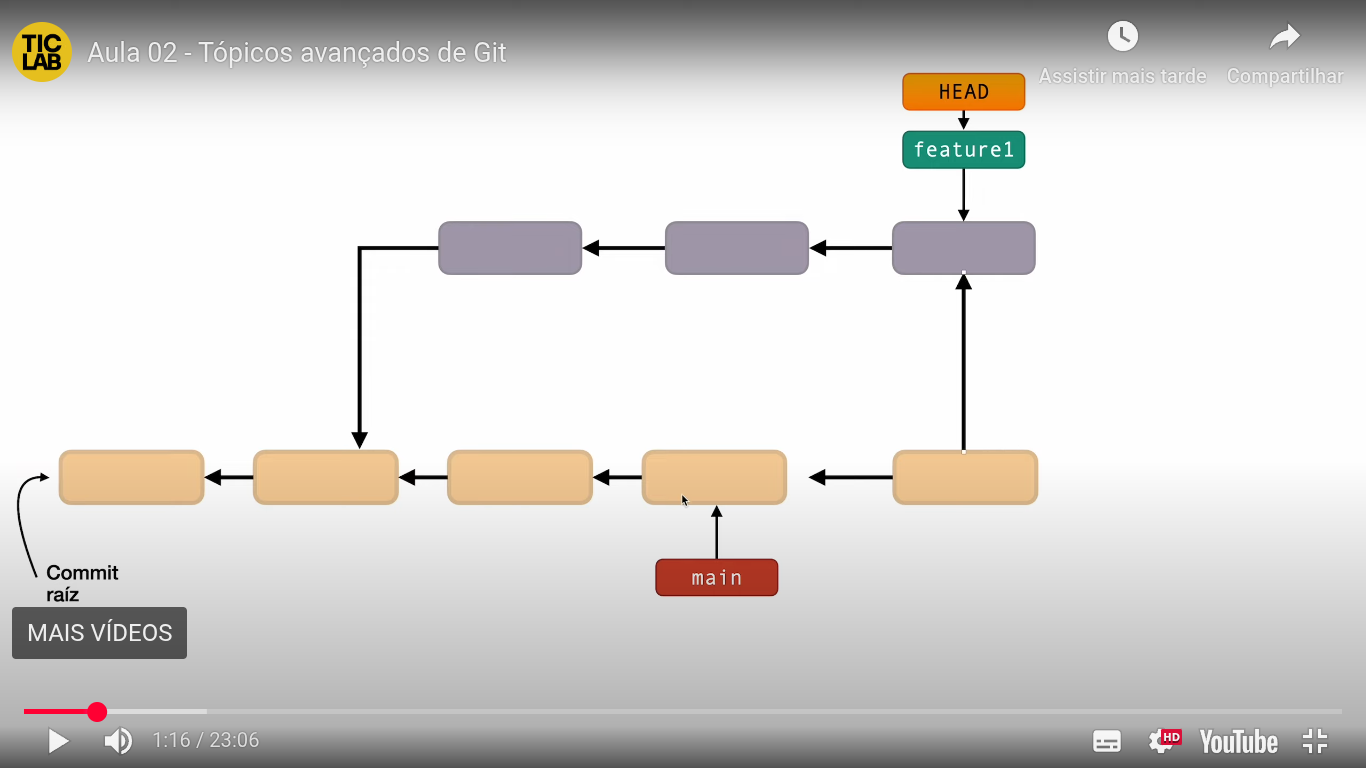 TIC
LAB
Aula 02 - Tópicos avançados de Git
Assistir mais tarde
Compartilhar
HEAD
feature1
main
Commit
raíz
MAIS VÍDEOS
1:16 / 23:06
HD
YouTube